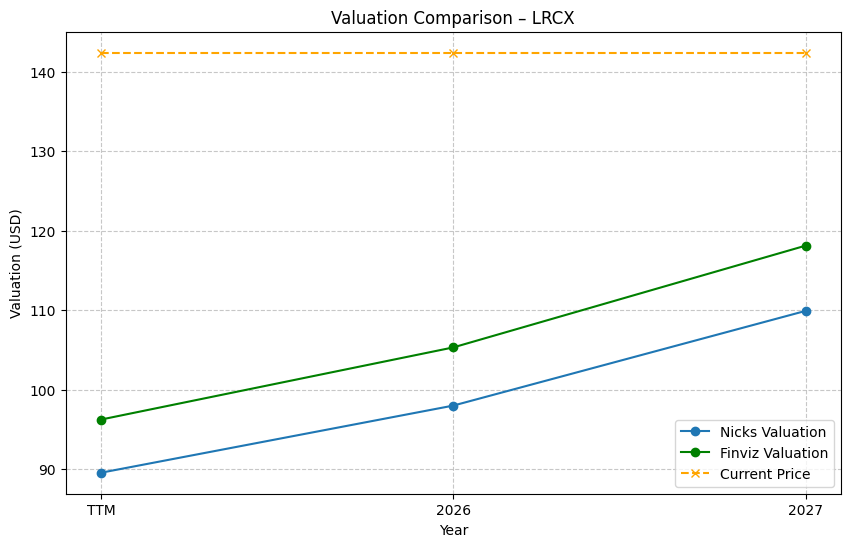 Valuation Comparison – LRCX
Valuation (USD)
140
130
120
110
100
90
TTM
2026
2027
Year
Nicks Valuation
Finviz Valuation
Current Price